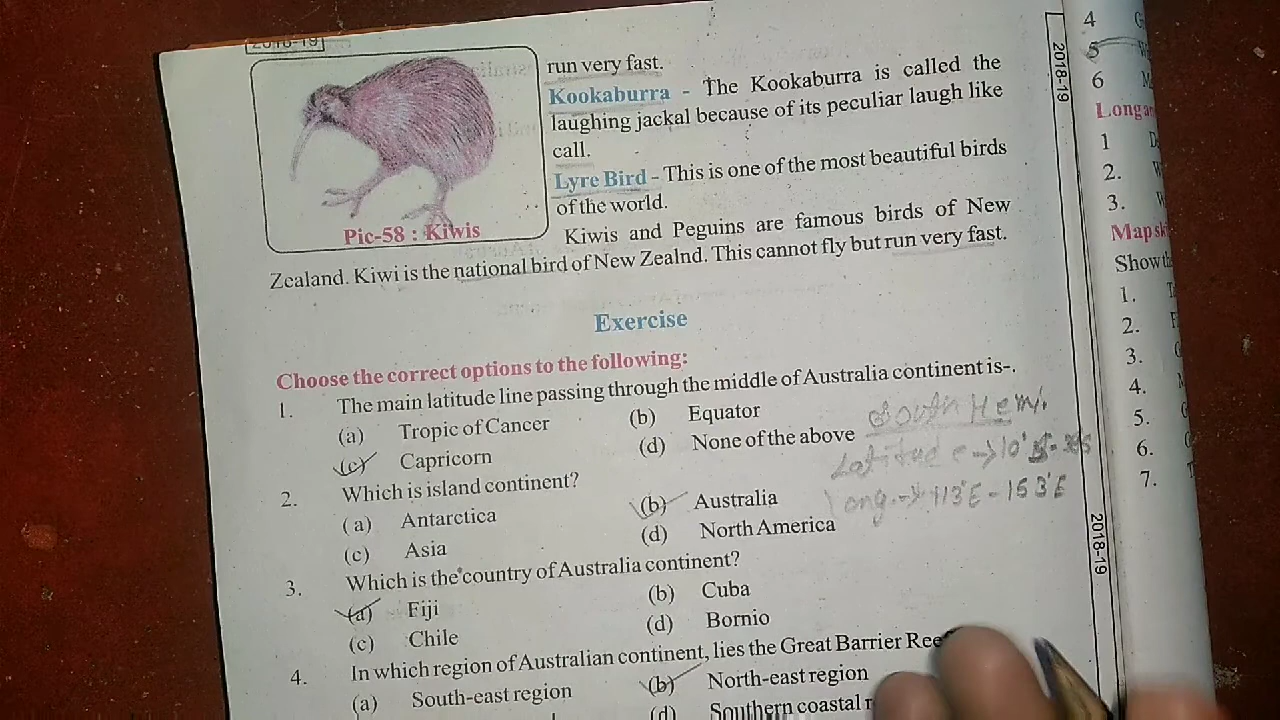 2018-19
run very fast.
Kookaburra - The Kookaburra is called the
laughing jackal because of its peculiar laugh like
call.
Lyre Bird - This is one of the most beautiful birds
of the world.
Pic-58 : Kiwis
Kiwis and Peguins are famous birds of New
Zealand. Kiwi is the national bird of New Zealnd. This cannot fly but run very fast.
Exercise
Choose the correct options to the following:
1. The main latitude line passing through the middle of Australia continent is-.
(a) Tropic of Cancer (b) Equator
(c) Capricorn (d) None of the above
South Hemi.
Latitude → 10°
Long. → 113°E - 153°E
2. Which is island continent?
(a) Antarctica (b) Australia
(c) Asia (d) North America
3. Which is the country of Australia continent?
(a) Fiji (b) Cuba
(c) Chile (d) Bornio
4. In which region of Australian continent, lies the Great Barrier Ree
(a) South-east region (b) North-east region
(d) Southern coastal
2018-19
2018-19
4
5
6
Long
1
2.
3.
Map sk
Show th
1.
2.
3.
4.
5.
6.
7.